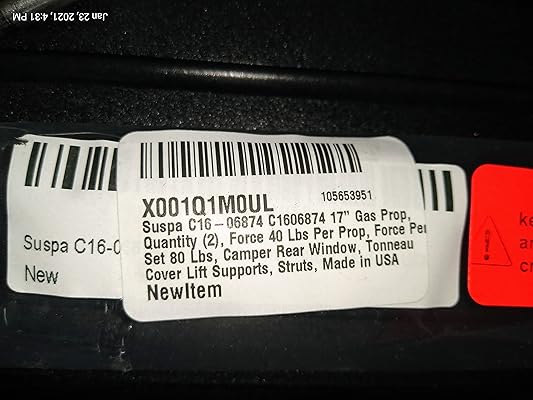 Jan 23, 2021, 4:31 PM
X001Q1M0UL 105653951
Suspa C16-06874 C1606874 17" Gas Prop,
Quantity (2), Force 40 Lbs Per Prop, Force Per
Set 80 Lbs, Camper Rear Window, Tonneau
Cover Lift Supports, Struts, Made in USA
NewItem
Suspa C16-0
New